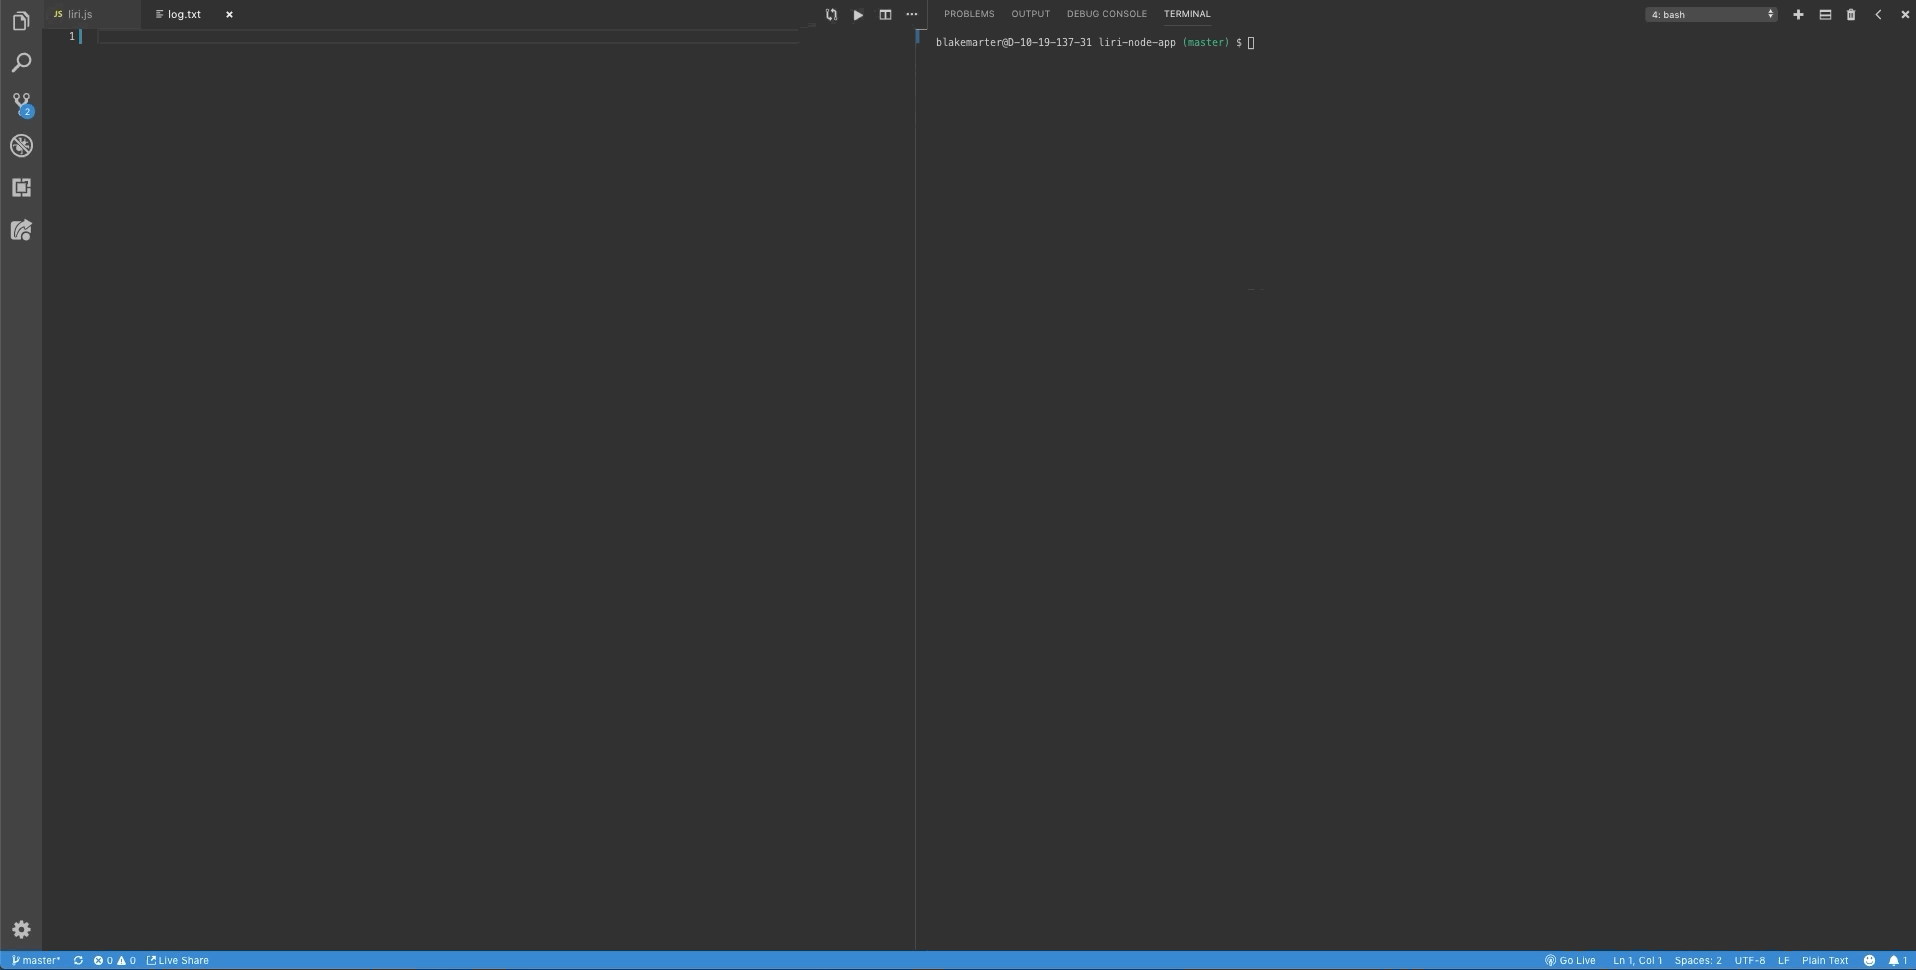 JS liri.js log.txt PROBLEMS OUTPUT DEBUG CONSOLE TERMINAL 4: bash
1
blakemarter@D-10-19-137-31 liri-node-app (master) $
2
master* 0 0 Live Share Go Live Ln 1, Col 1 Spaces: 2 UTF-8 LF Plain Text 1